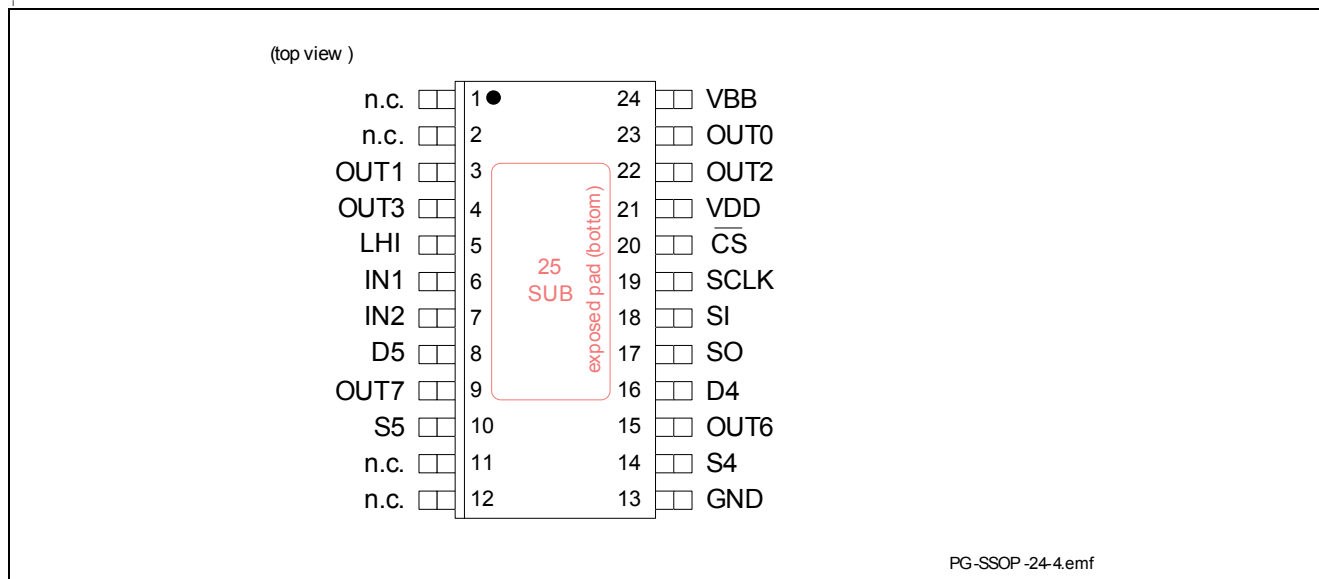 (top view )
n.c. 1 24 VBB
n.c. 2 23 OUT0
OUT1 3 22 OUT2
OUT3 4 21 VDD
LHI 5 20 C̅S̅
IN1 6 25 19 SCLK
SUB
IN2 7 18 SI
D5 8 17 SO
OUT7 9 16 D4
S5 10 15 OUT6
n.c. 11 14 S4
n.c. 12 13 GND
exposed pad (bottom)
PG-SSOP-24-4.emf